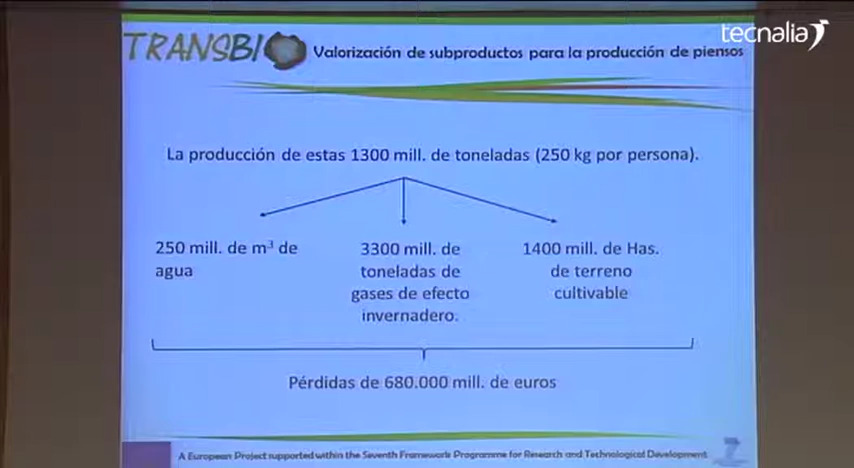 tecnalia
TRANSBIO
Valorización de subproductos para la producción de piensos
La producción de estas 1300 mill. de toneladas (250 kg por persona).
250 mill. de m³ de
agua
3300 mill. de
toneladas de
gases de efecto
invernadero.
1400 mill. de Has.
de terreno
cultivable
Pérdidas de 680.000 mill. de euros
A European Project supported within the Seventh Framework Programme for Research and Technological Development